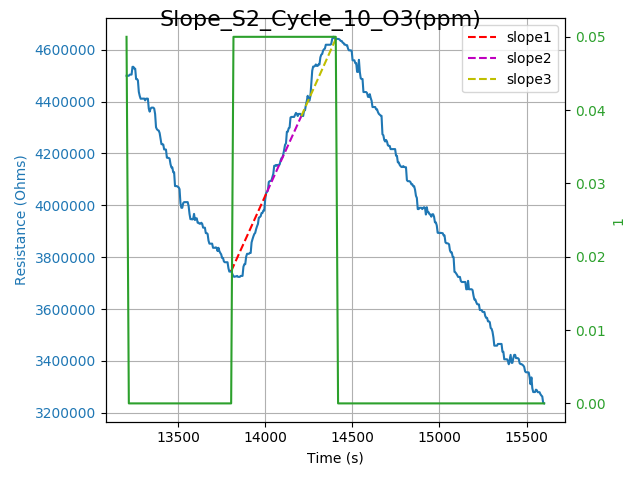 Slope_S2_Cycle_10_O3(ppm)
slope1
slope2
slope3
4600000
4400000
4200000
4000000
3800000
3600000
3400000
3200000
Resistance (Ohms)
0.05
0.04
0.03
0.02
0.01
0.00
1
13500 14000 14500 15000 15500
Time (s)